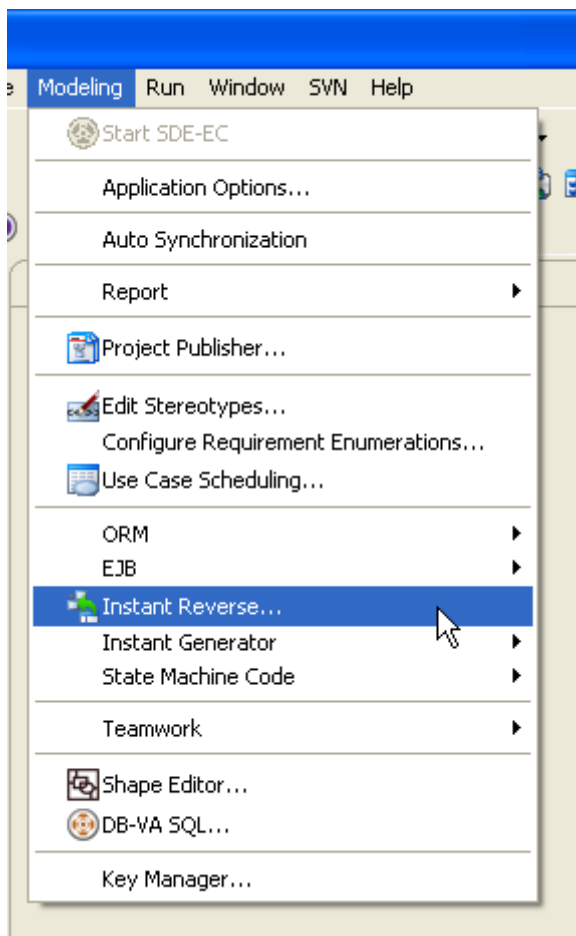 Modeling Run Window SVN Help
Start SDE-EC
Application Options...
Auto Synchronization
Report
Project Publisher...
Edit Stereotypes...
Configure Requirement Enumerations...
Use Case Scheduling...
ORM
EJB
Instant Reverse...
Instant Generator
State Machine Code
Teamwork
Shape Editor...
DB-VA SQL...
Key Manager...